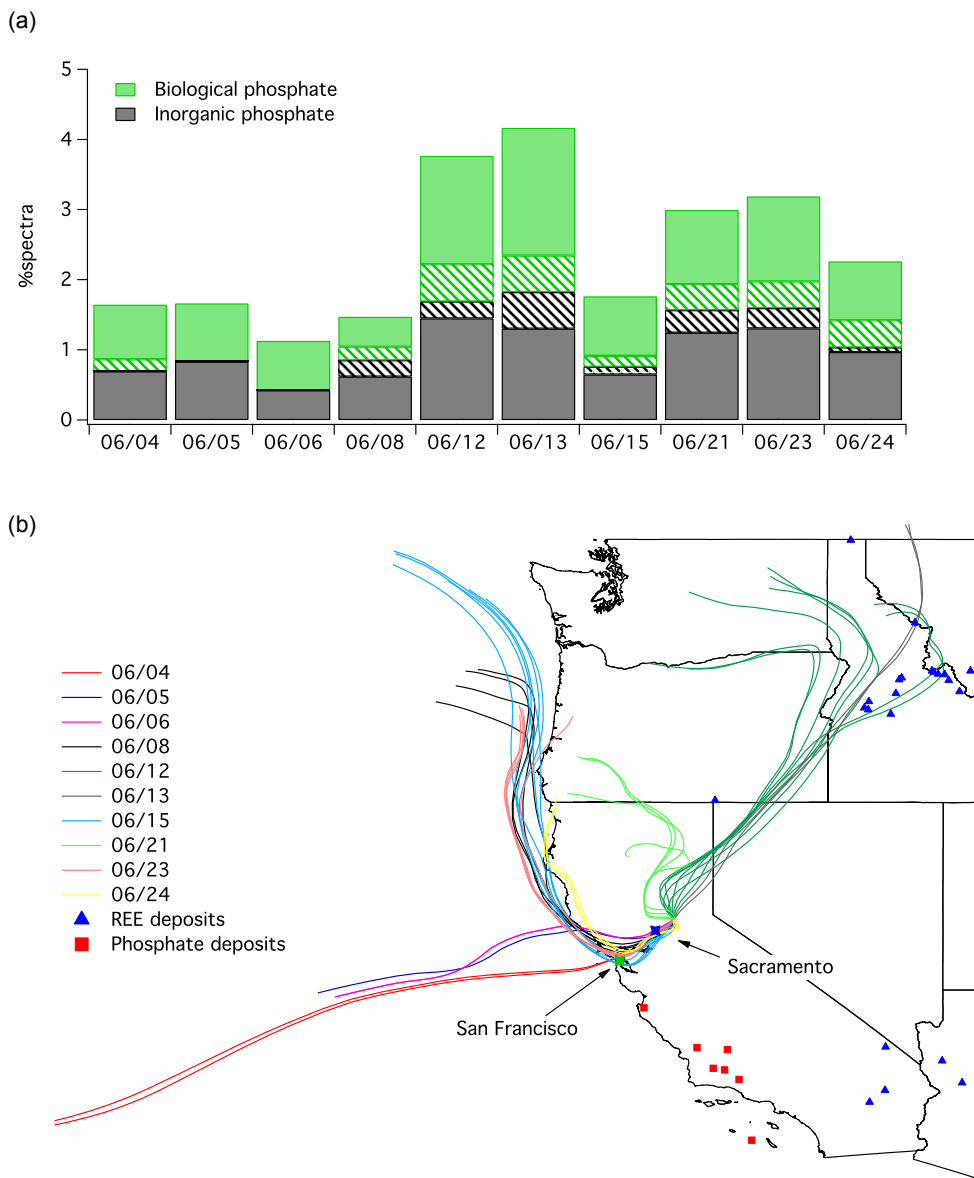 (a)
5
4
3
2
1
0
%spectra
Biological phosphate
Inorganic phosphate
06/04 06/05 06/06 06/08 06/12 06/13 06/15 06/21 06/23 06/24
(b)
06/04
06/05
06/06
06/08
06/12
06/13
06/15
06/21
06/23
06/24
REE deposits
Phosphate deposits
Sacramento
San Francisco